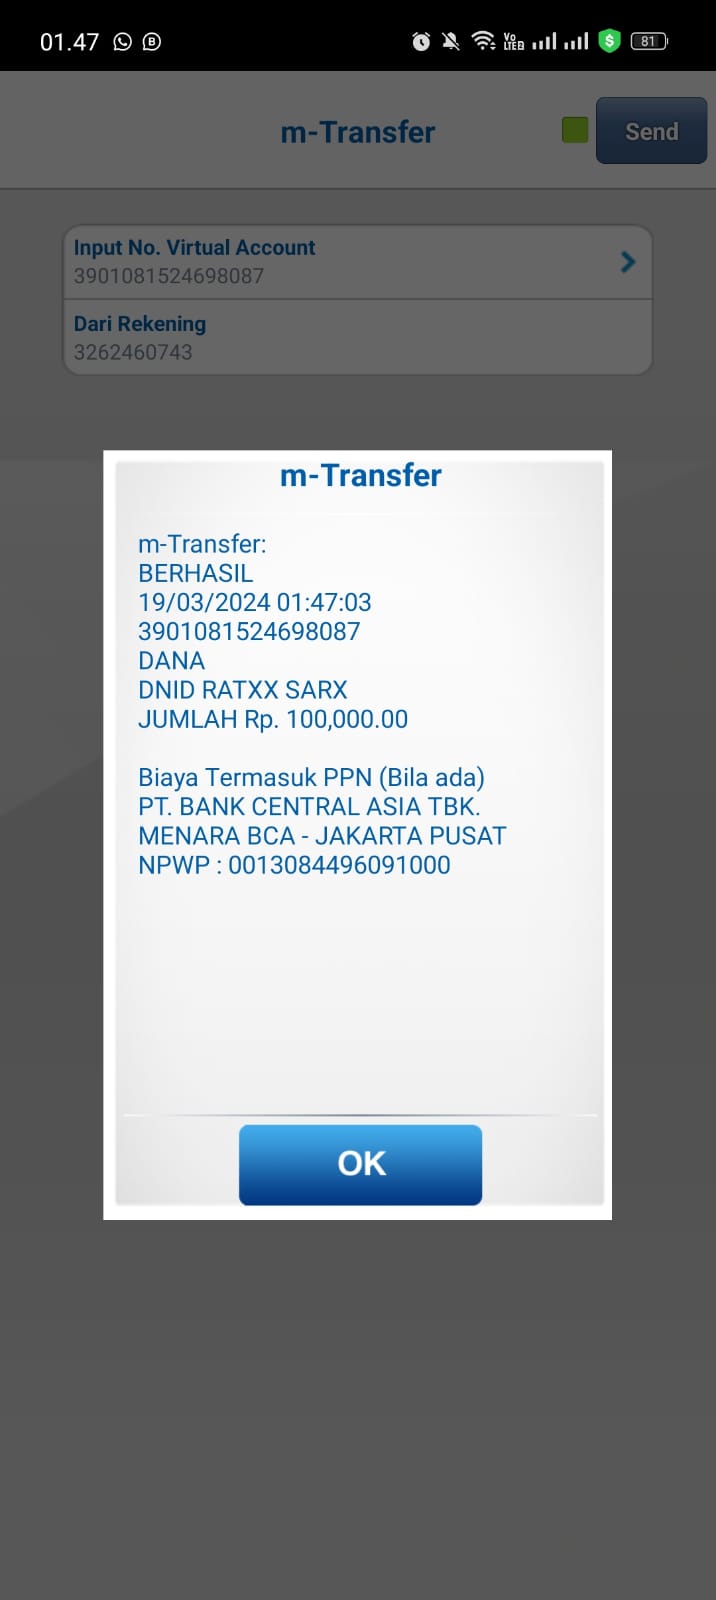 01.47
81
m-Transfer
Send
Input No. Virtual Account
3901081524698087
Dari Rekening
3262460743
m-Transfer
m-Transfer:
BERHASIL
19/03/2024 01:47:03
3901081524698087
DANA
DNID RATXX SARX
JUMLAH Rp. 100,000.00
Biaya Termasuk PPN (Bila ada)
PT. BANK CENTRAL ASIA TBK.
MENARA BCA - JAKARTA PUSAT
NPWP : 0013084496091000
OK